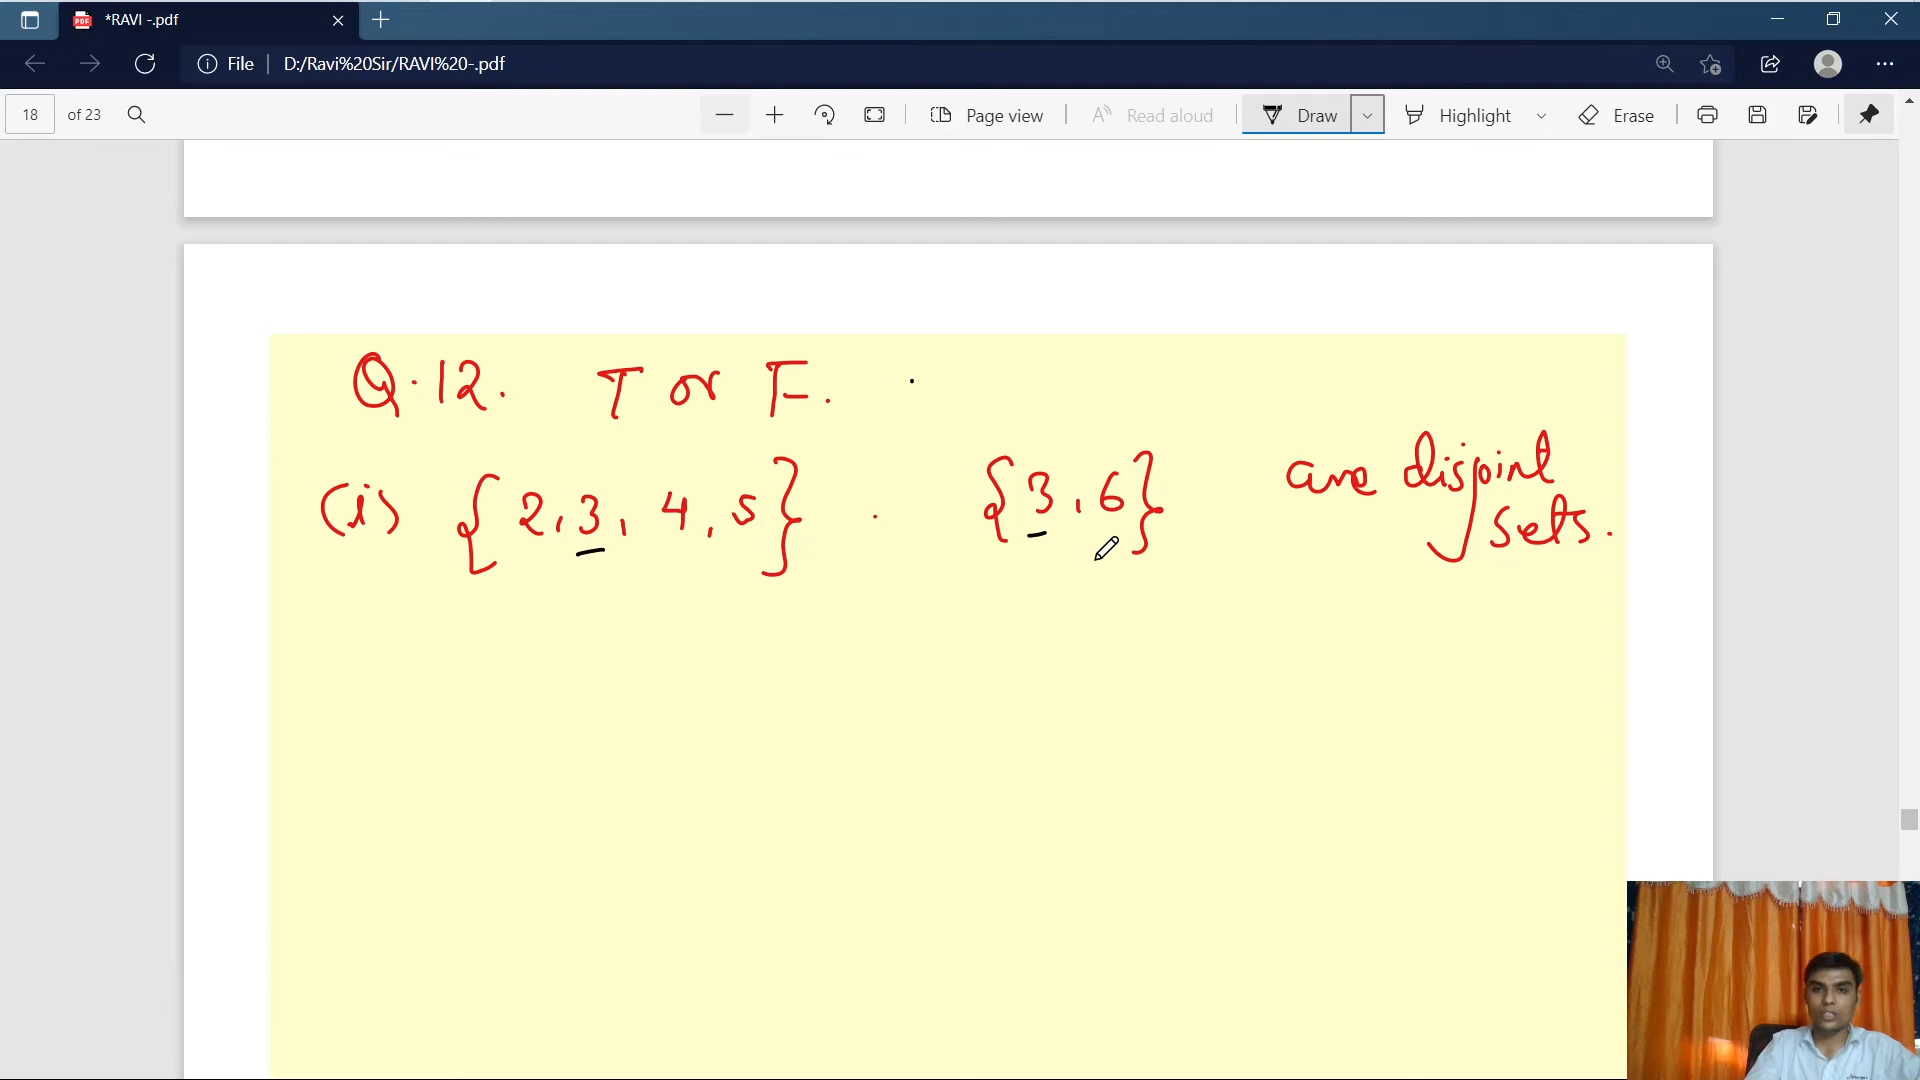 *RAVI -.pdf
File D:/Ravi%20Sir/RAVI%20-.pdf
18 of 23 Page view Read aloud Draw Highlight Erase
Q.12. T or F.
(i) {2, 3, 4, 5} . {3, 6} are disjoint
sets.